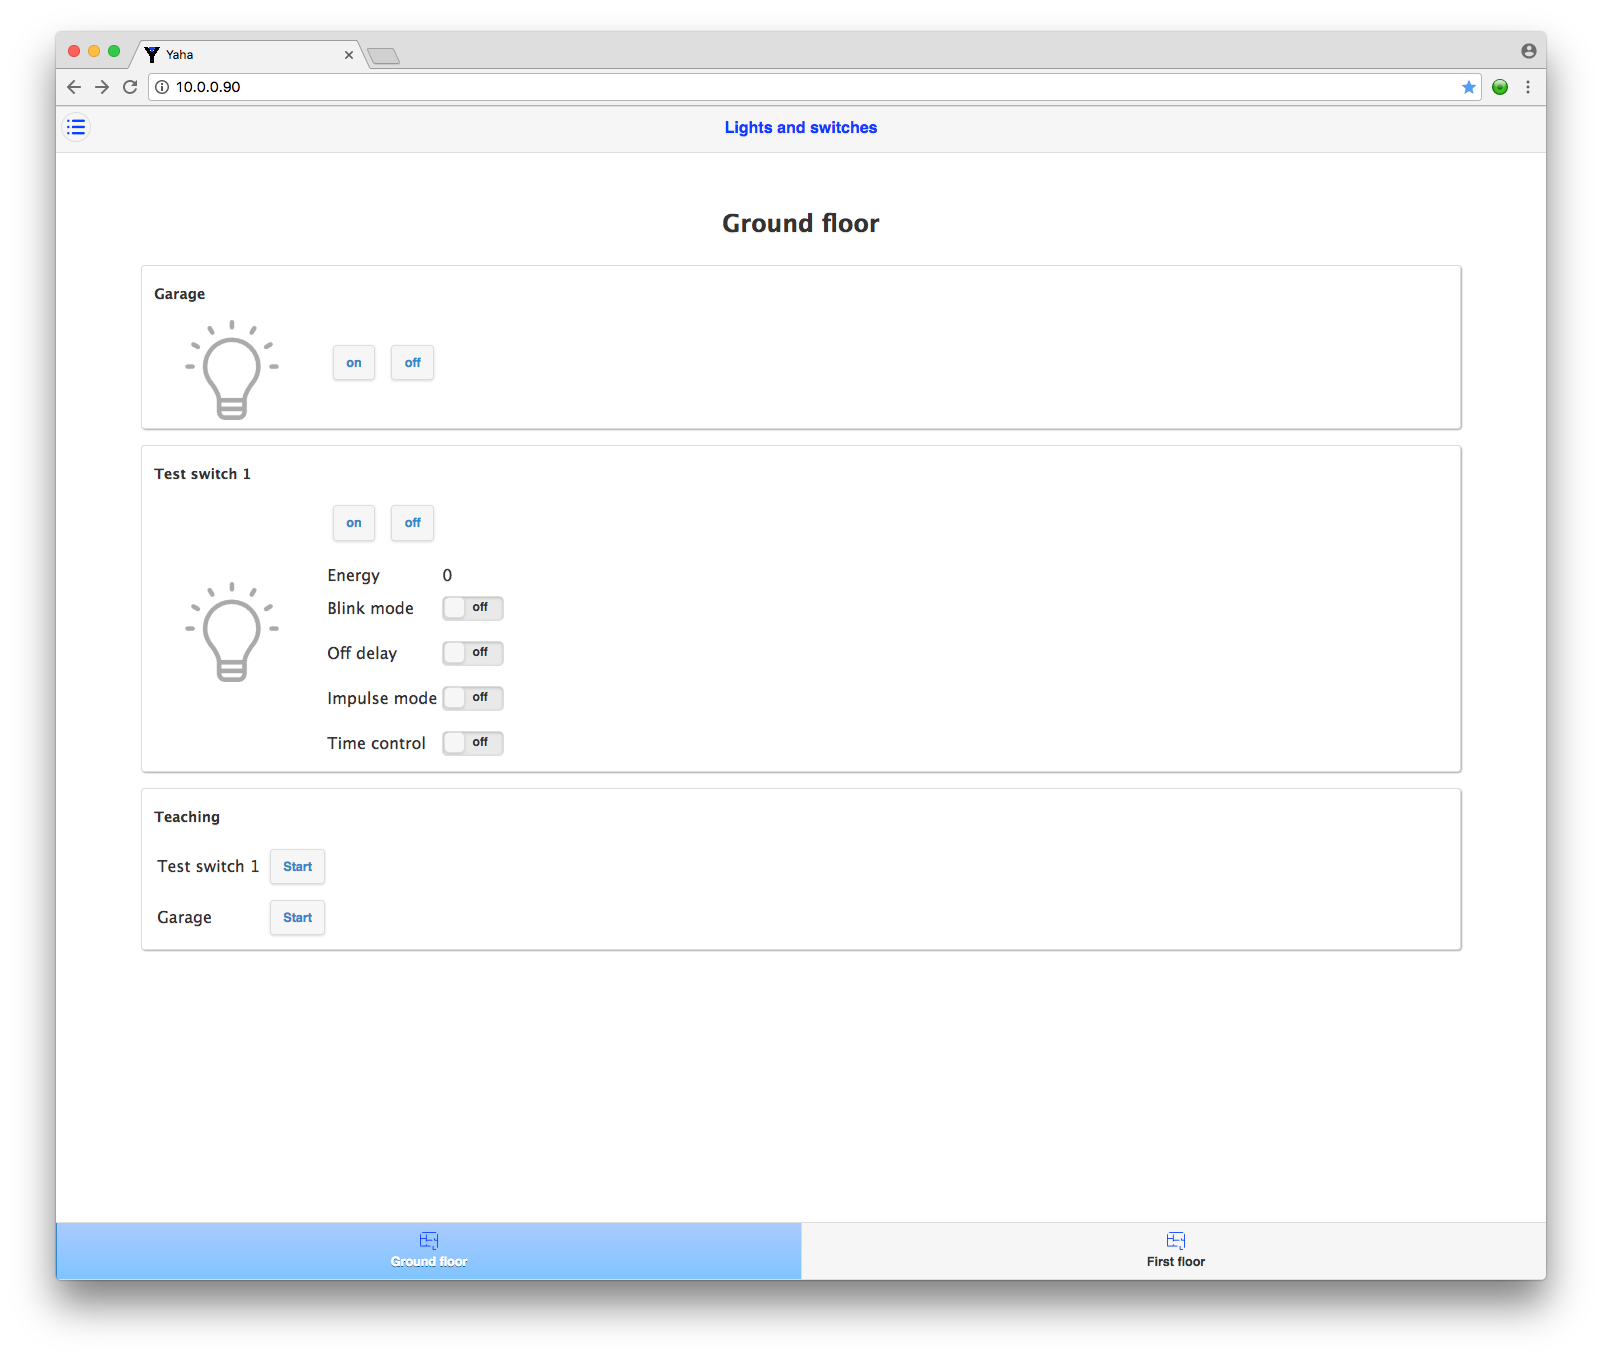 Yaha
10.0.0.90
Lights and switches
Ground floor
Garage
on off
Test switch 1
on off
Energy 0
Blink mode off
Off delay off
Impulse mode off
Time control off
Teaching
Test switch 1 Start
Garage Start
Ground floor First floor